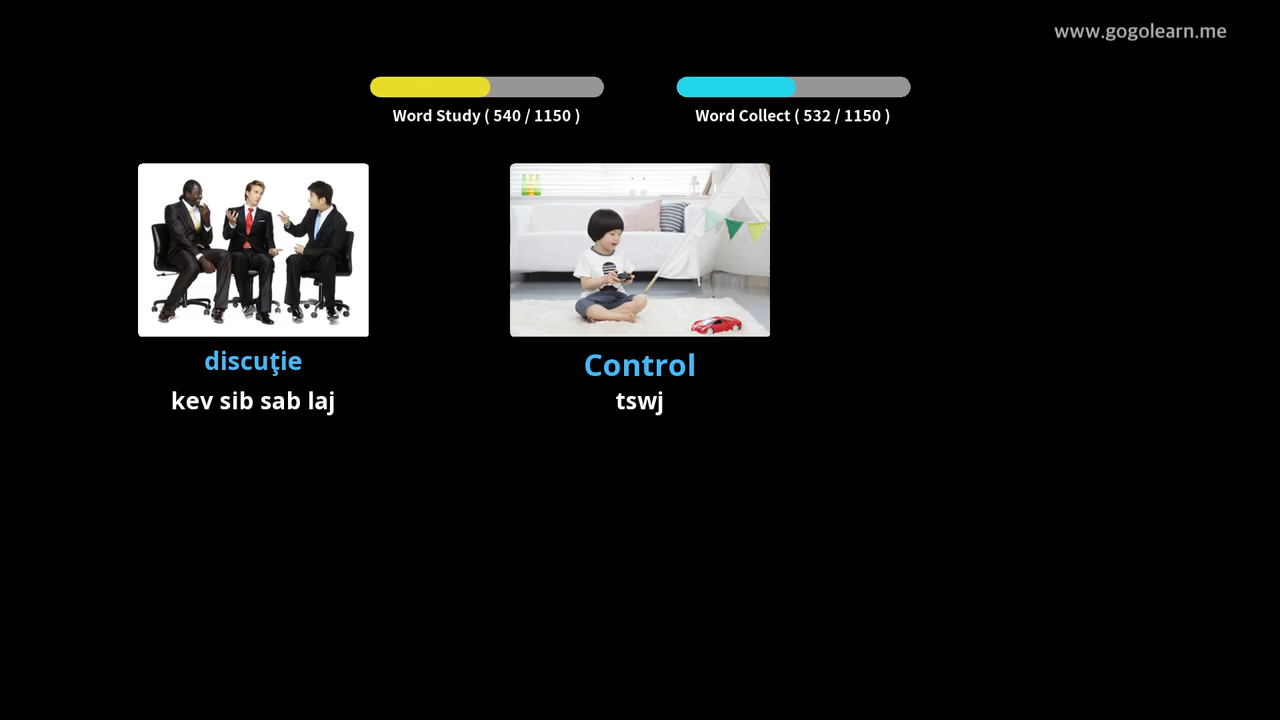 www.gogolearn.me
Word Study ( 540 / 1150 )
Word Collect ( 532 / 1150 )
discuţie
kev sib sab laj
Control
tswj